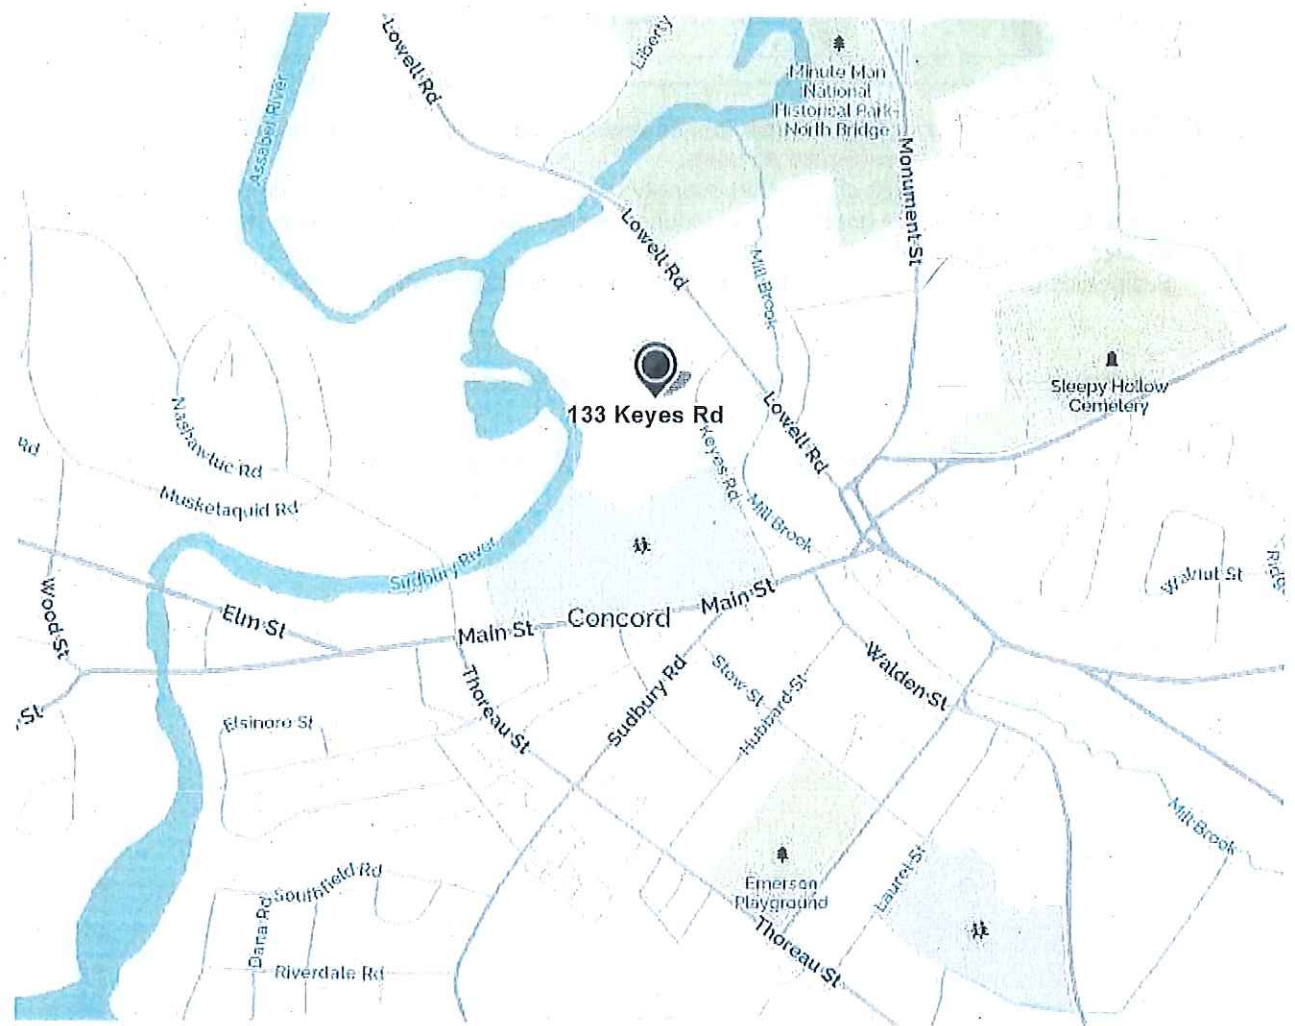 Lowell Rd
Liberty
Assabet River
Minute Man
National
Historical Park-
North Bridge
Monument St
Lowell Rd
Mill Brook
Sleepy Hollow
Cemetery
133 Keyes Rd
Lowell Rd
Keyes Rd
Nashawtuc Rd
Rd
Musketaquid Rd
Mill Brook
Sudbury River
Walnut St
Ridge
Wood St
Elm St
Main St
Concord
Main St
Thoreau St
Sudbury Rd
Stow St
Hubbard St
Walden St
St
Elsinore St
Mill Brook
Southfield Rd
Dana Rd
Riverdale Rd
Emerson
Playground
Laurel St
Thoreau St